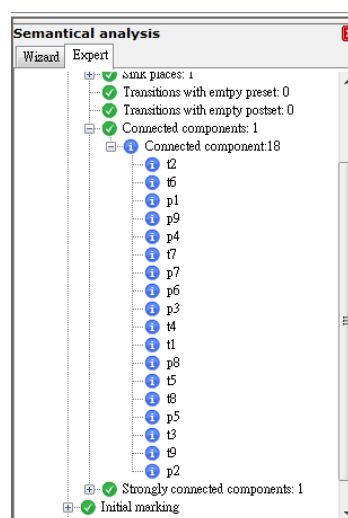 Semantical analysis
Wizard Expert
Sink places: 1
Transitions with emtpy preset: 0
Transitions with empty postset: 0
Connected components: 1
Connected component:18
t2
t6
p1
p9
p4
t7
p7
p6
p3
t4
t1
p8
t5
t8
p5
t3
t9
p2
Strongly connected components: 1
Initial marking